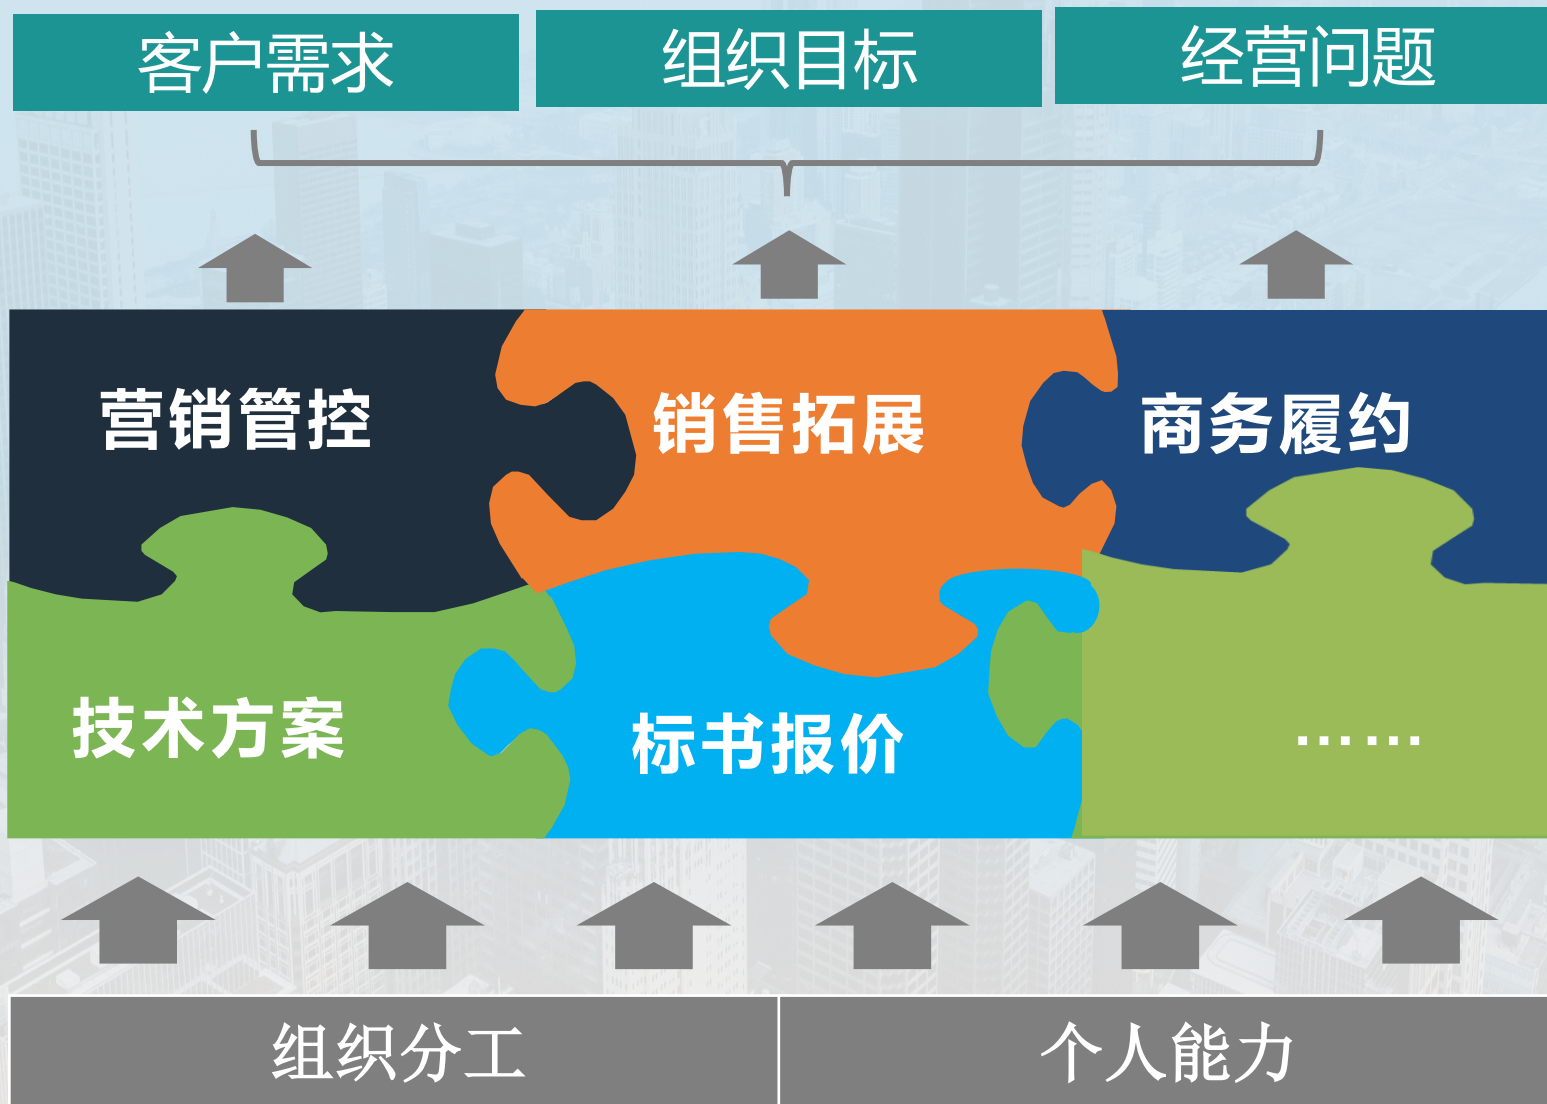 客户需求
组织目标
经营问题
营销管控
销售拓展
商务履约
技术方案
标书报价
……
组织分工
个人能力